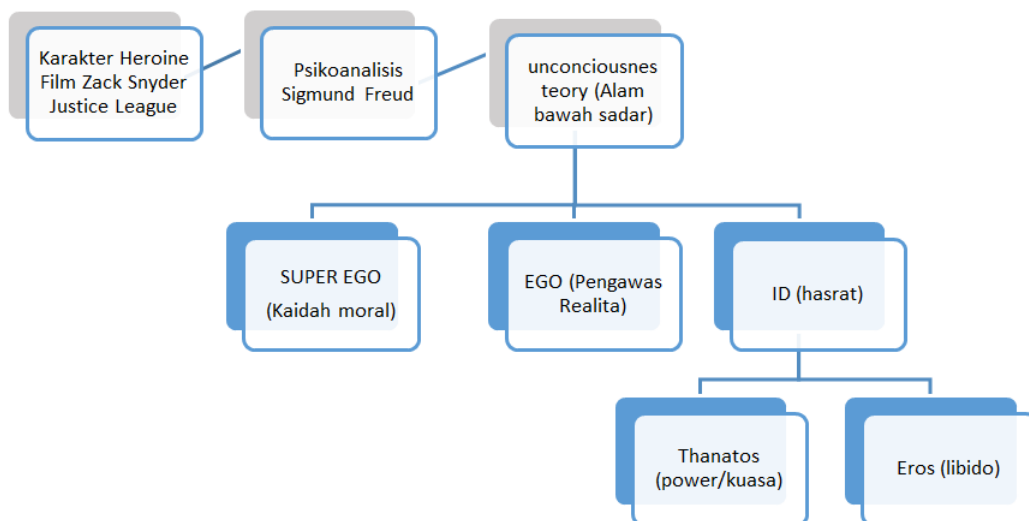 Karakter Heroine
Film Zack Snyder
Justice League
Psikoanalisis
Sigmund Freud
unconciousnes
teory (Alam
bawah sadar)
SUPER EGO
(Kaidah moral)
EGO (Pengawas
Realita)
ID (hasrat)
Thanatos
(power/kuasa)
Eros (libido)